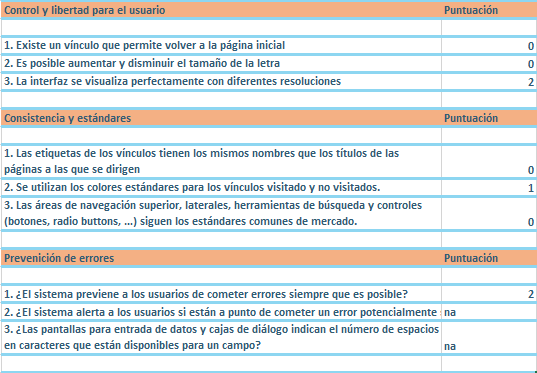 Control y libertad para el usuario Puntuación
1. Existe un vínculo que permite volver a la página inicial 0
2. Es posible aumentar y disminuir el tamaño de la letra 0
3. La interfaz se visualiza perfectamente con diferentes resoluciones 2
Consistencia y estándares Puntuación
1. Las etiquetas de los vínculos tienen los mismos nombres que los títulos de las
páginas a las que se dirigen 0
2. Se utilizan los colores estándares para los vínculos visitado y no visitados. 1
3. Las áreas de navegación superior, laterales, herramientas de búsqueda y controles
(botones, radio buttons, ...) siguen los estándares comunes de mercado. 0
Prevenición de errores Puntuación
1. ¿El sistema previene a los usuarios de cometer errores siempre que es posible? 2
2. ¿El sistema alerta a los usuarios si están a punto de cometer un error potencialmente na
3. ¿Las pantallas para entrada de datos y cajas de diálogo indican el número de espacios
en caracteres que están disponibles para un campo? na